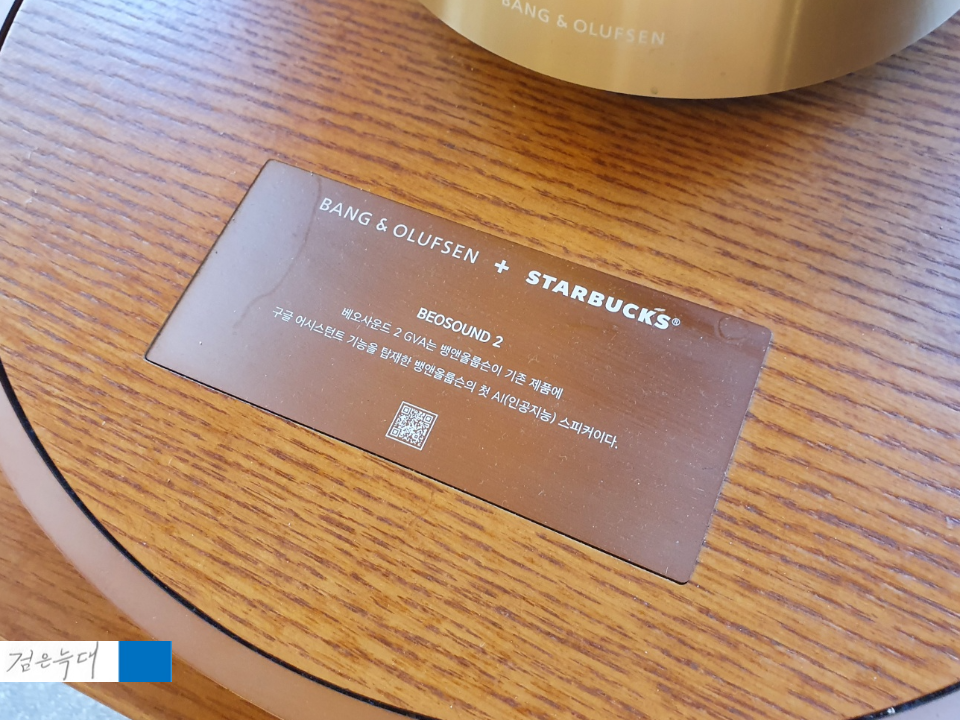 BANG & OLUFSEN
BANG & OLUFSEN + STARBUCKS®
BEOSOUND 2
베오사운드 2 GVA는 뱅앤올룹슨이 기존 제품에
구글 어시스턴트 기능을 탑재한 뱅앤올룹슨의 첫 AI(인공지능) 스피커이다.
검은늑대